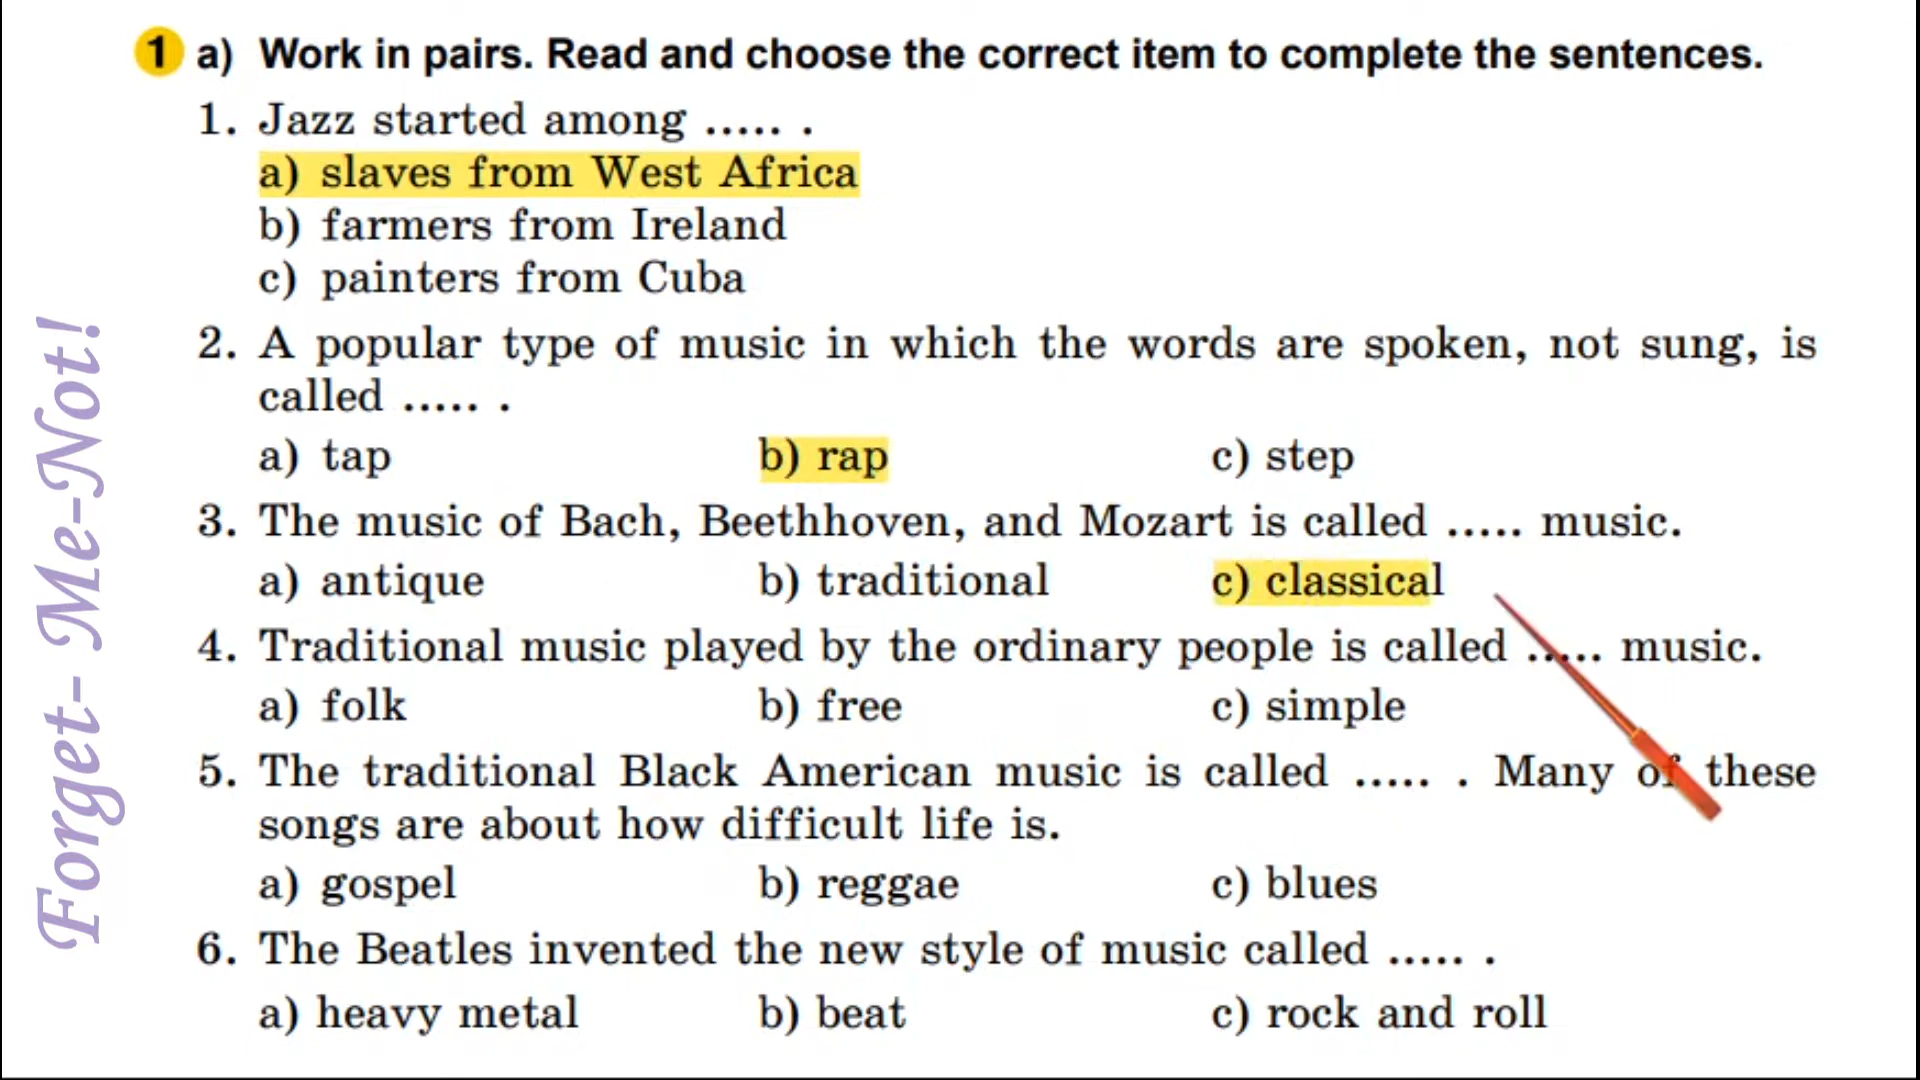 1 a) Work in pairs. Read and choose the correct item to complete the sentences.
1. Jazz started among ..... .
a) slaves from West Africa
b) farmers from Ireland
c) painters from Cuba
2. A popular type of music in which the words are spoken, not sung, is
called ..... .
a) tap b) rap c) step
3. The music of Bach, Beethhoven, and Mozart is called ..... music.
a) antique b) traditional c) classical
4. Traditional music played by the ordinary people is called ..... music.
a) folk b) free c) simple
5. The traditional Black American music is called ..... . Many of these
songs are about how difficult life is.
a) gospel b) reggae c) blues
6. The Beatles invented the new style of music called ..... .
a) heavy metal b) beat c) rock and roll
Forget- Me-Not!